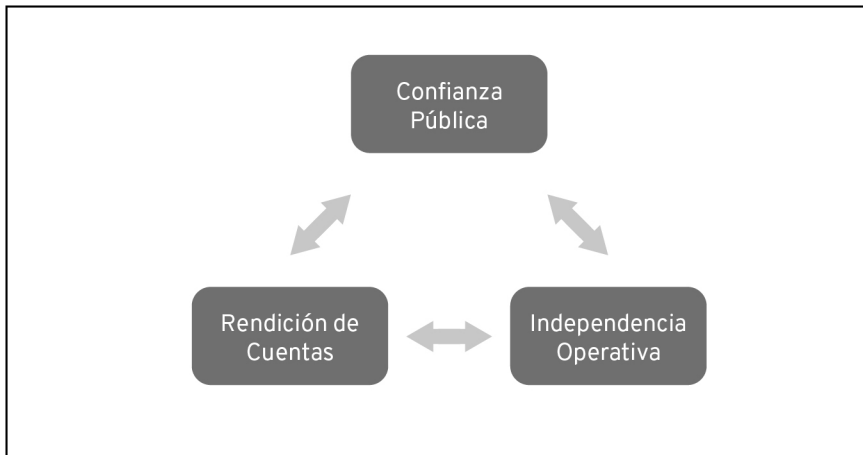 Confianza
Pública
Rendición de
Cuentas
Independencia
Operativa